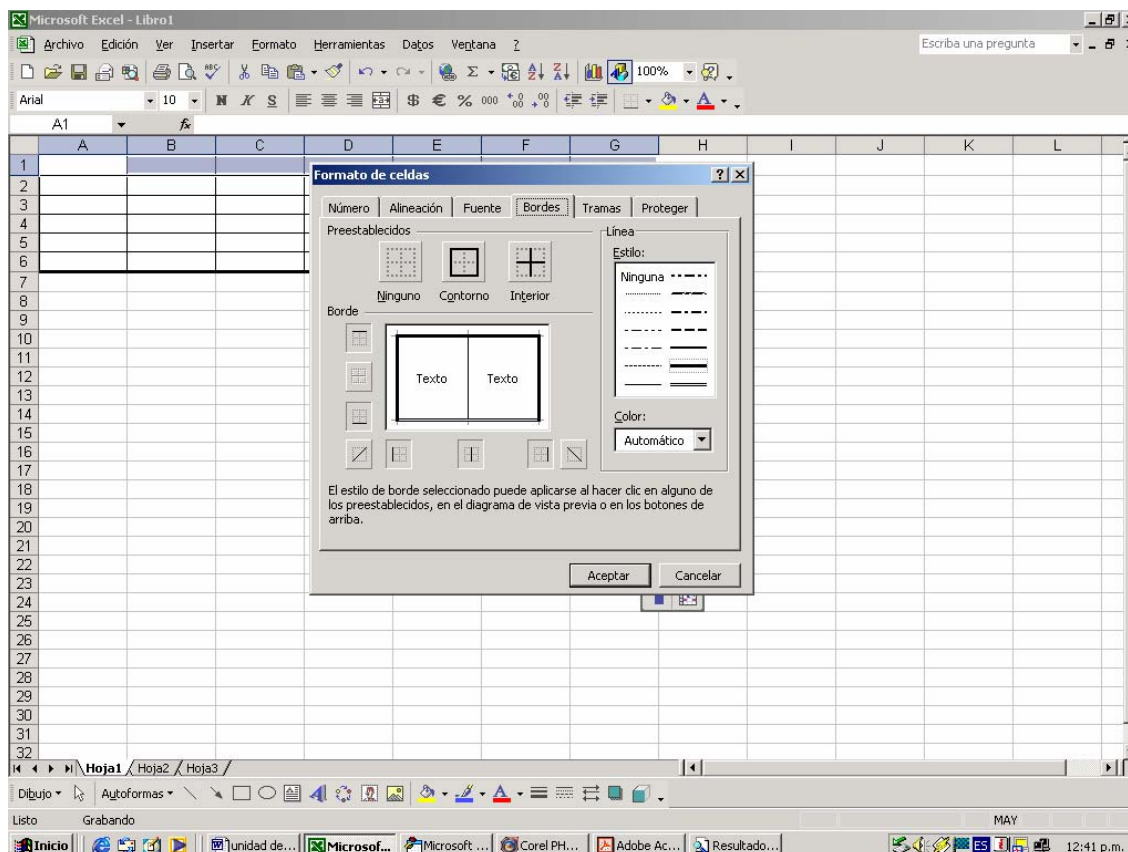 Microsoft Excel - Libro1
Archivo Edición Ver Insertar Formato Herramientas Datos Ventana ?
Escriba una pregunta
100%
Arial 10 N K S $ € % 000
A1 fx
A B C D E F G H I J K L
1
2
3
4
5
6
7
8
9
10
11
12
13
14
15
16
17
18
19
20
21
22
23
24
25
26
27
28
29
30
31
32
Formato de celdas
Número Alineación Fuente Bordes Tramas Proteger
Preestablecidos
Ninguno Contorno Interior
Borde
Texto Texto
Línea
Estilo:
Ninguna
Color:
Automático
El estilo de borde seleccionado puede aplicarse al hacer clic en alguno de
los preestablecidos, en el diagrama de vista previa o en los botones de
arriba.
Aceptar Cancelar
Hoja1 Hoja2 Hoja3
Dibujo Autoformas
Listo Grabando MAY
Inicio unidad de... Microsof... Microsoft ... Corel PH... Adobe Ac... Resultado... ES 12:41 p.m.